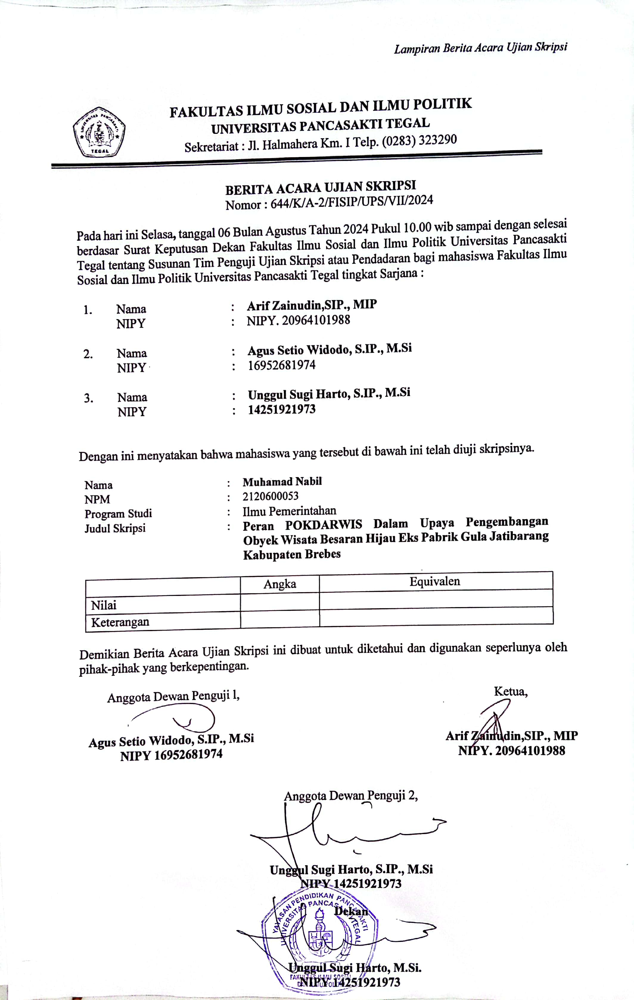 Lampiran Berita Acara Ujian Skripsi
UNIVERSITAS PANCASAKTI
TEGAL
FAKULTAS ILMU SOSIAL DAN ILMU POLITIK
UNIVERSITAS PANCASAKTI TEGAL
Sekretariat : Jl. Halmahera Km. I Telp. (0283) 323290
BERITA ACARA UJIAN SKRIPSI
Nomor : 644/K/A-2/FISIP/UPS/VII/2024
Pada hari ini Selasa, tanggal 06 Bulan Agustus Tahun 2024 Pukul 10.00 wib sampai dengan selesai
berdasar Surat Keputusan Dekan Fakultas Ilmu Sosial dan Ilmu Politik Universitas Pancasakti
Tegal tentang Susunan Tim Penguji Ujian Skripsi atau Pendadaran bagi mahasiswa Fakultas Ilmu
Sosial dan Ilmu Politik Universitas Pancasakti Tegal tingkat Sarjana :
1. Nama : Arif Zainudin,SIP., MIP
NIPY : NIPY. 20964101988
2. Nama : Agus Setio Widodo, S.IP., M.Si
NIPY : 16952681974
3. Nama : Unggul Sugi Harto, S.IP., M.Si
NIPY : 14251921973
Dengan ini menyatakan bahwa mahasiswa yang tersebut di bawah ini telah diuji skripsinya.
Nama : Muhamad Nabil
NPM : 2120600053
Program Studi : Ilmu Pemerintahan
Judul Skripsi : Peran POKDARWIS Dalam Upaya Pengembangan
Obyek Wisata Besaran Hijau Eks Pabrik Gula Jatibarang
Kabupaten Brebes
Angka Equivalen
Nilai
Keterangan
Demikian Berita Acara Ujian Skripsi ini dibuat untuk diketahui dan digunakan seperlunya oleh
pihak-pihak yang berkepentingan.
Anggota Dewan Penguji 1,
Agus Setio Widodo, S.IP., M.Si
NIPY 16952681974
Ketua,
Arif Zainudin,SIP., MIP
NIPY. 20964101988
Anggota Dewan Penguji 2,
Unggul Sugi Harto, S.IP., M.Si
NIPY 14251921973
YAYASAN PENDIDIKAN PANCASAKTI
UNIVERSITAS PANCASAKTI TEGAL
Dekan
Unggul Sugi Harto, M.Si.
FAKULTAS ILMU SOSIAL
NIPY 14251921973
DAN ILMU POLITIK